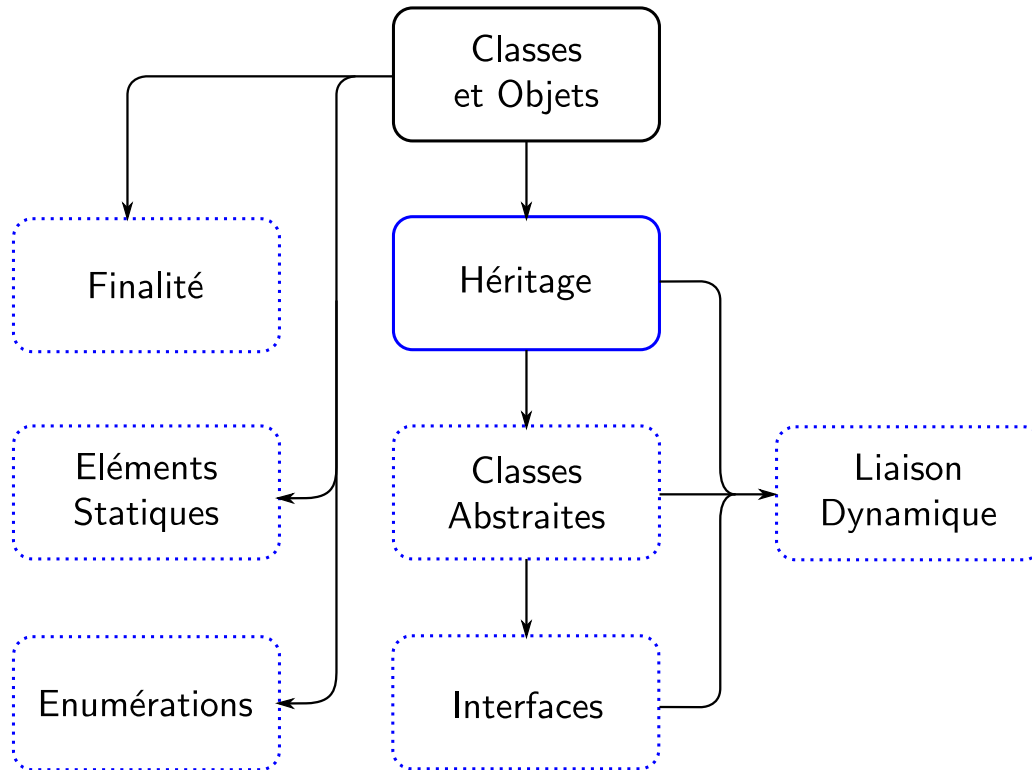 Classes
et Objets
Finalité
Héritage
Eléments
Statiques
Classes
Abstraites
Liaison
Dynamique
Enumérations
Interfaces